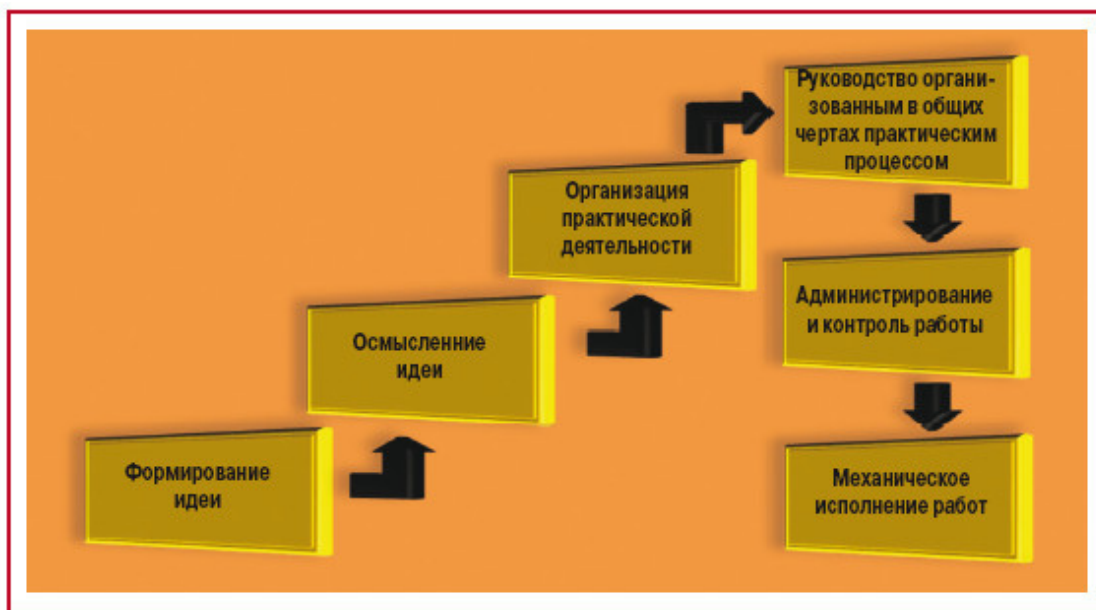 Формирование
идеи
Осмысленние
идеи
Организация
практической
деятельности
Руководство органи-
зованным в общих
чертах практическим
процессом
Администрирование
и контроль работы
Механическое
исполнение работ